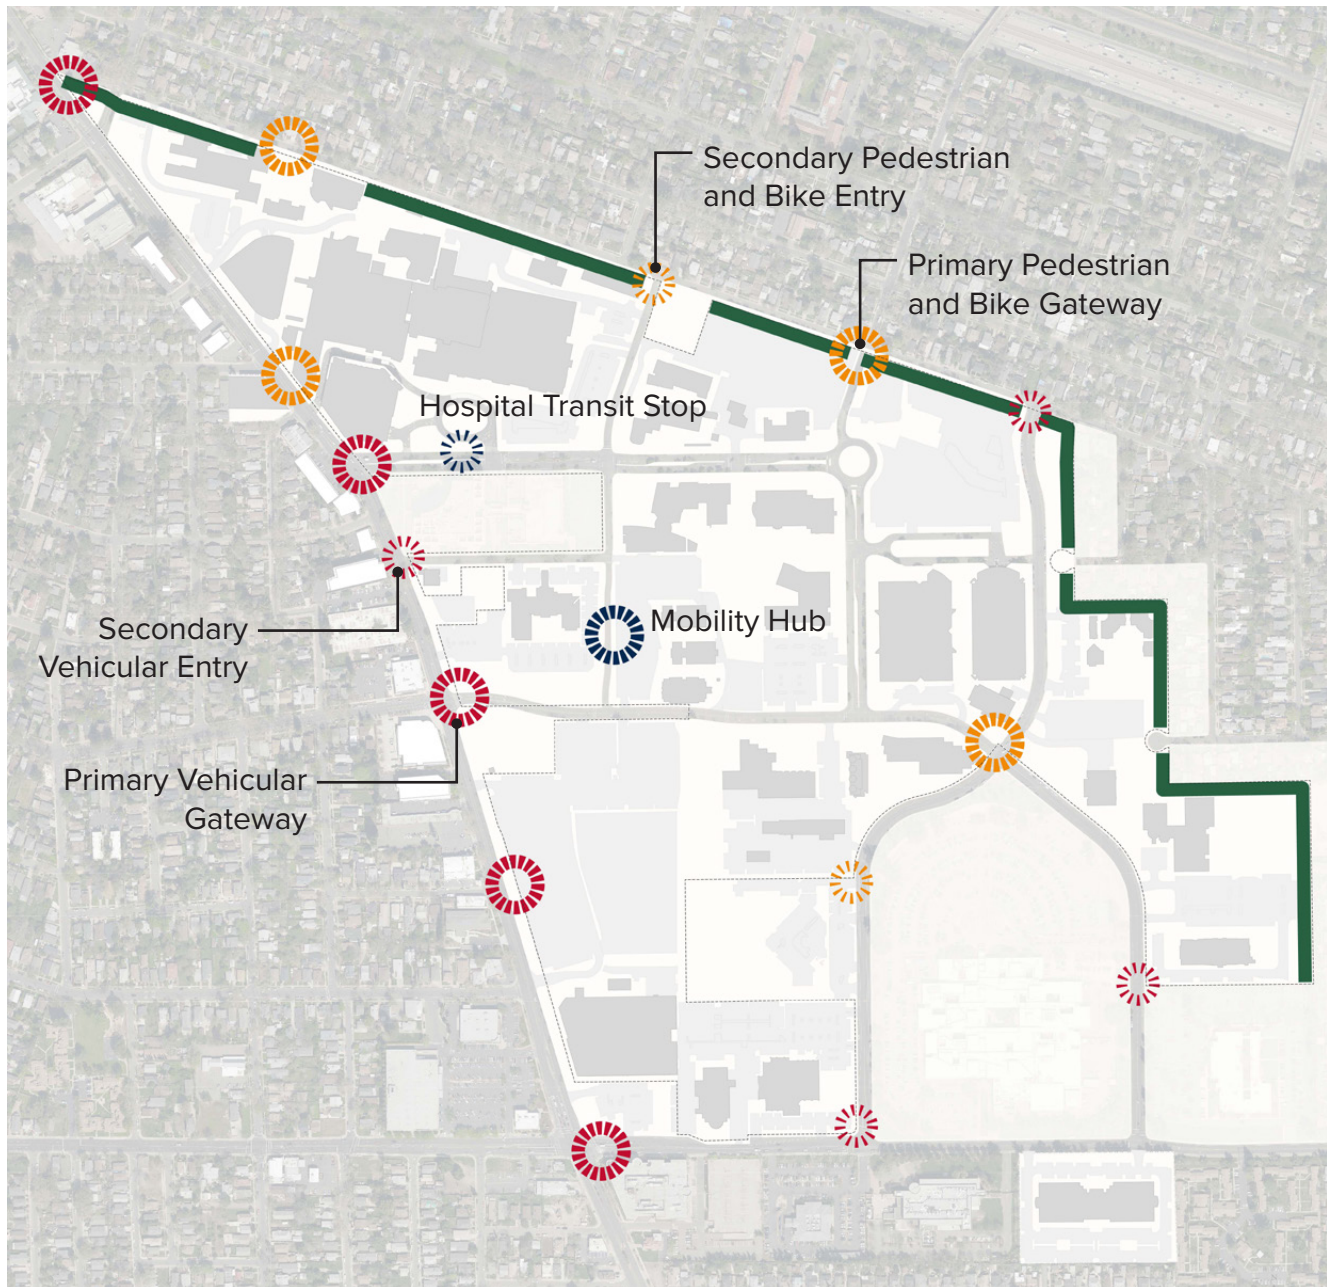 Secondary Pedestrian
and Bike Entry
Primary Pedestrian
and Bike Gateway
Hospital Transit Stop
Secondary
Vehicular Entry
Mobility Hub
Primary Vehicular
Gateway